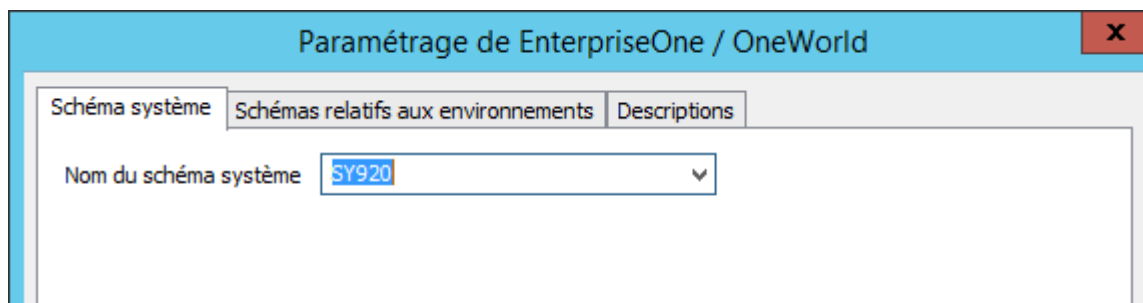 Paramétrage de EnterpriseOne / OneWorld
x
Schéma système Schémas relatifs aux environnements Descriptions
Nom du schéma système SY920